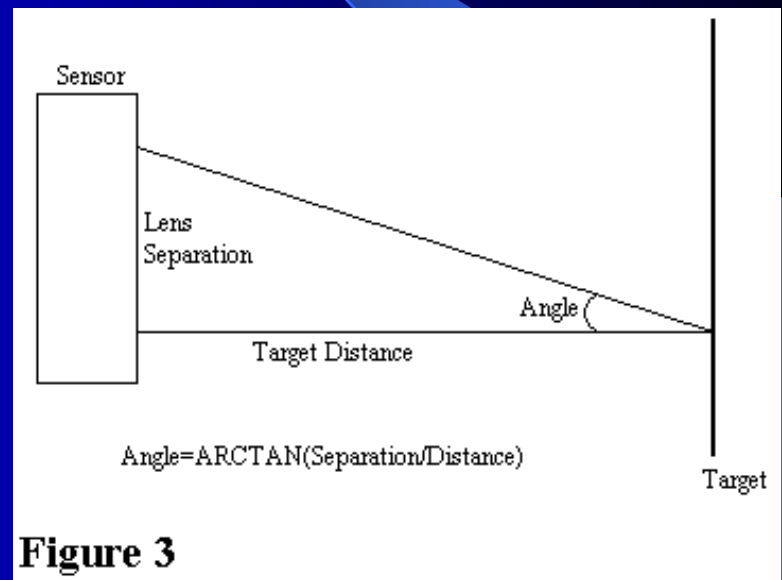 Sensor
Lens
Separation
Angle
Target Distance
Angle=ARCTAN(Separation/Distance)
Target
Figure 3